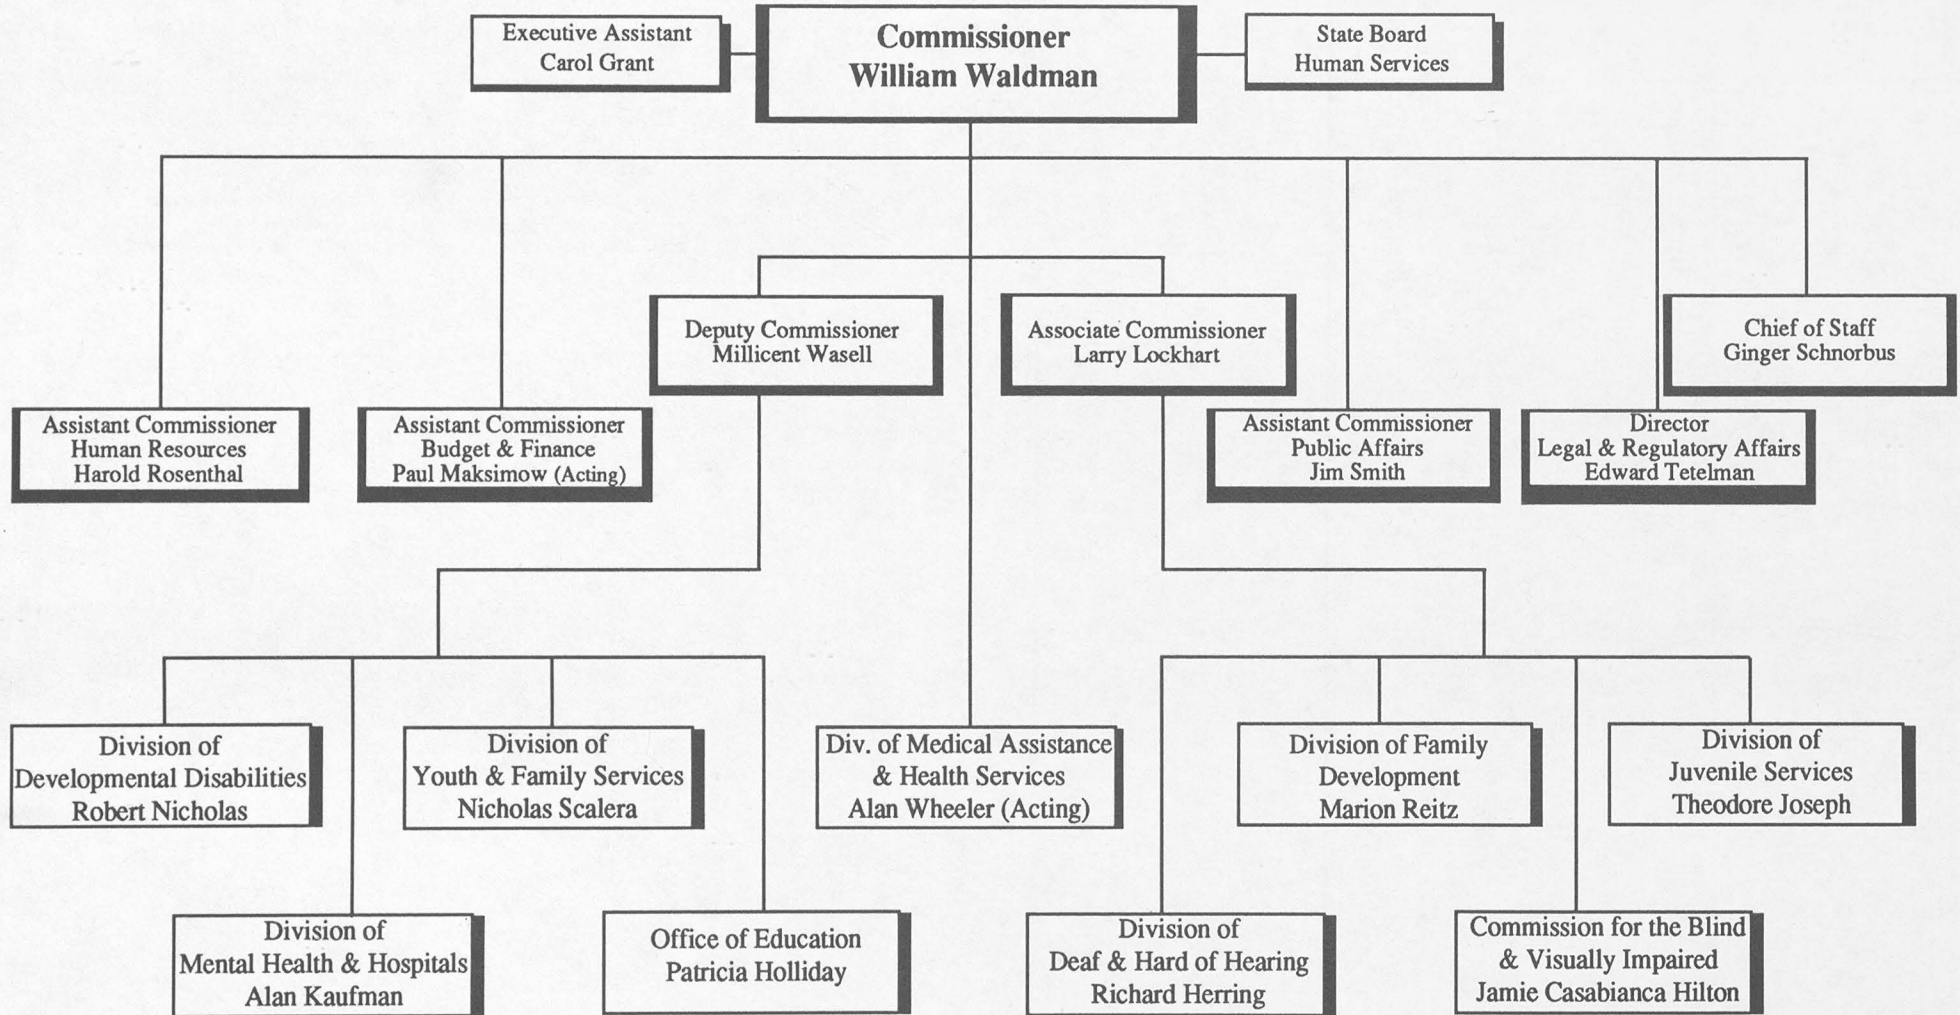 Executive Assistant
Carol Grant
Commissioner
William Waldman
State Board
Human Services
Deputy Commissioner
Millicent Wasell
Associate Commissioner
Larry Lockhart
Chief of Staff
Ginger Schnorbus
Assistant Commissioner
Human Resources
Harold Rosenthal
Assistant Commissioner
Budget & Finance
Paul Maksimow (Acting)
Assistant Commissioner
Public Affairs
Jim Smith
Director
Legal & Regulatory Affairs
Edward Tetelman
Division of
Developmental Disabilities
Robert Nicholas
Division of
Youth & Family Services
Nicholas Scalera
Div. of Medical Assistance
& Health Services
Alan Wheeler (Acting)
Division of Family
Development
Marion Reitz
Division of
Juvenile Services
Theodore Joseph
Division of
Mental Health & Hospitals
Alan Kaufman
Office of Education
Patricia Holliday
Division of
Deaf & Hard of Hearing
Richard Herring
Commission for the Blind
& Visually Impaired
Jamie Casabianca Hilton